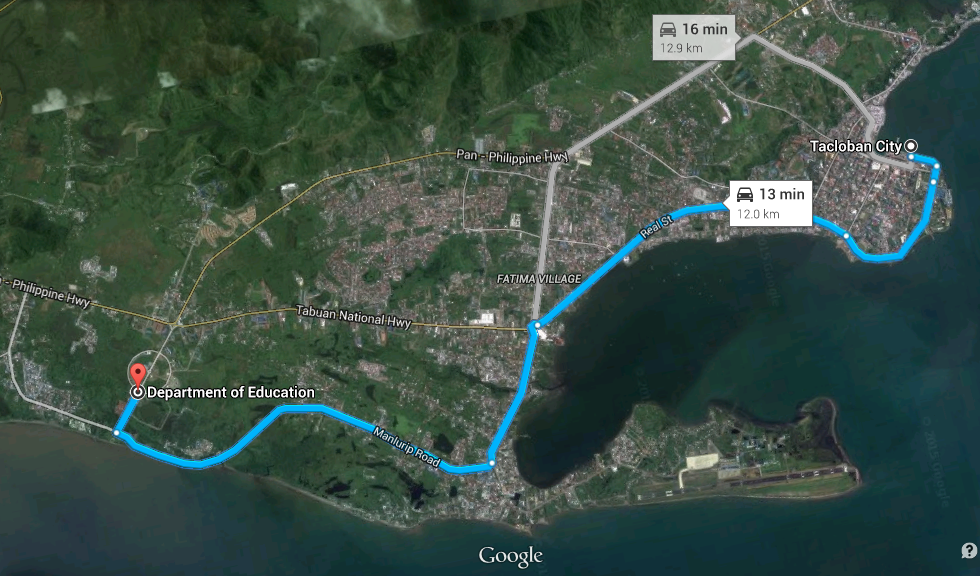 16 min
12.9 km
Tacloban City
Pan - Philippine Hwy
13 min
12.0 km
Real St
FATIMA VILLAGE
- Philippine Hwy
Tabuan National Hwy
Department of Education
Manlurip Road
Google
?